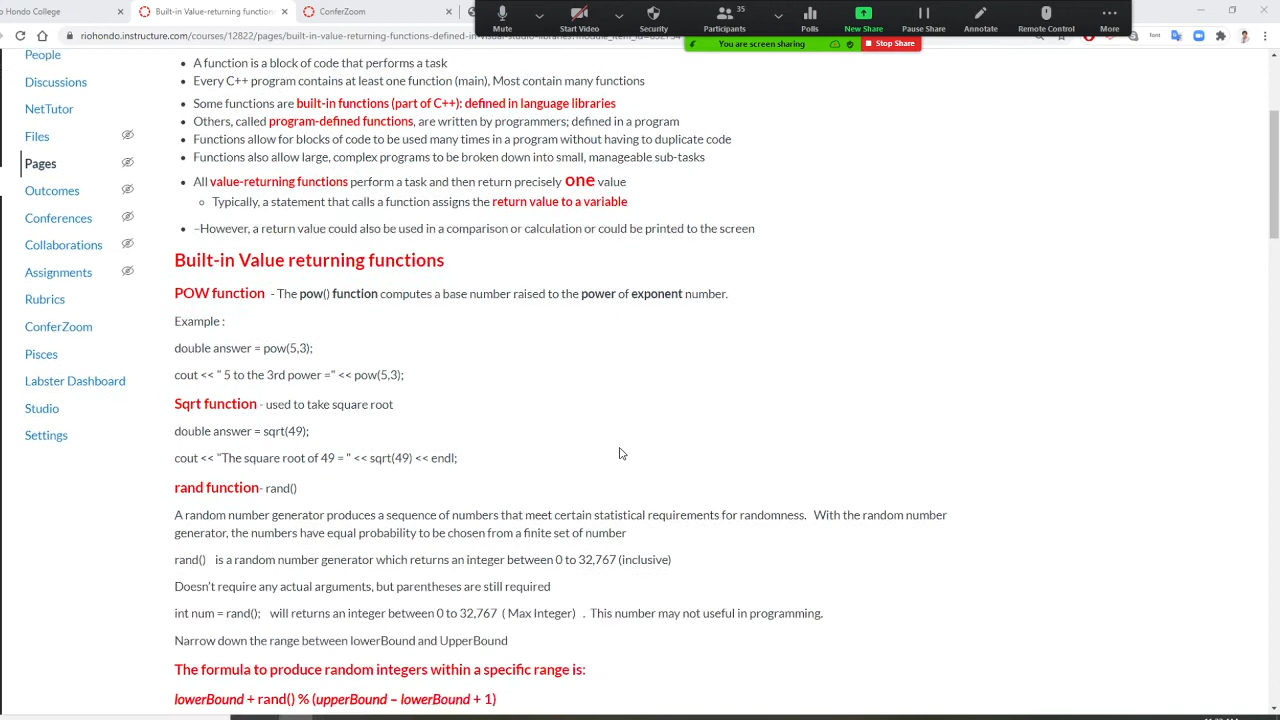 o Hondo College
Built-in Value-returning function
ConferZoom
Mute
Start Video
Security
Participants
35
Polls
New Share
Pause Share
Annotate
Remote Control
More
You are screen sharing
Stop Share
font
People
Discussions
NetTutor
Files
Pages
Outcomes
Conferences
Collaborations
Assignments
Rubrics
ConferZoom
Pisces
Labster Dashboard
Studio
Settings
A function is a block of code that performs a task
Every C++ program contains at least one function (main), Most contain many functions
Some functions are built-in functions (part of C++): defined in language libraries
Others, called program-defined functions, are written by programmers; defined in a program
Functions allow for blocks of code to be used many times in a program without having to duplicate code
Functions also allow large, complex programs to be broken down into small, manageable sub-tasks
All value-returning functions perform a task and then return precisely one value
Typically, a statement that calls a function assigns the return value to a variable
–However, a return value could also be used in a comparison or calculation or could be printed to the screen
Built-in Value returning functions
POW function - The pow() function computes a base number raised to the power of exponent number.
Example :
double answer = pow(5,3);
cout << " 5 to the 3rd power =" << pow(5,3);
Sqrt function - used to take square root
double answer = sqrt(49);
cout << "The square root of 49 = " << sqrt(49) << endl;
rand function- rand()
A random number generator produces a sequence of numbers that meet certain statistical requirements for randomness. With the random number
generator, the numbers have equal probability to be chosen from a finite set of number
rand() is a random number generator which returns an integer between 0 to 32,767 (inclusive)
Doesn't require any actual arguments, but parentheses are still required
int num = rand(); will returns an integer between 0 to 32,767 ( Max Integer) . This number may not useful in programming.
Narrow down the range between lowerBound and UpperBound
The formula to produce random integers within a specific range is:
lowerBound + rand() % (upperBound – lowerBound + 1)